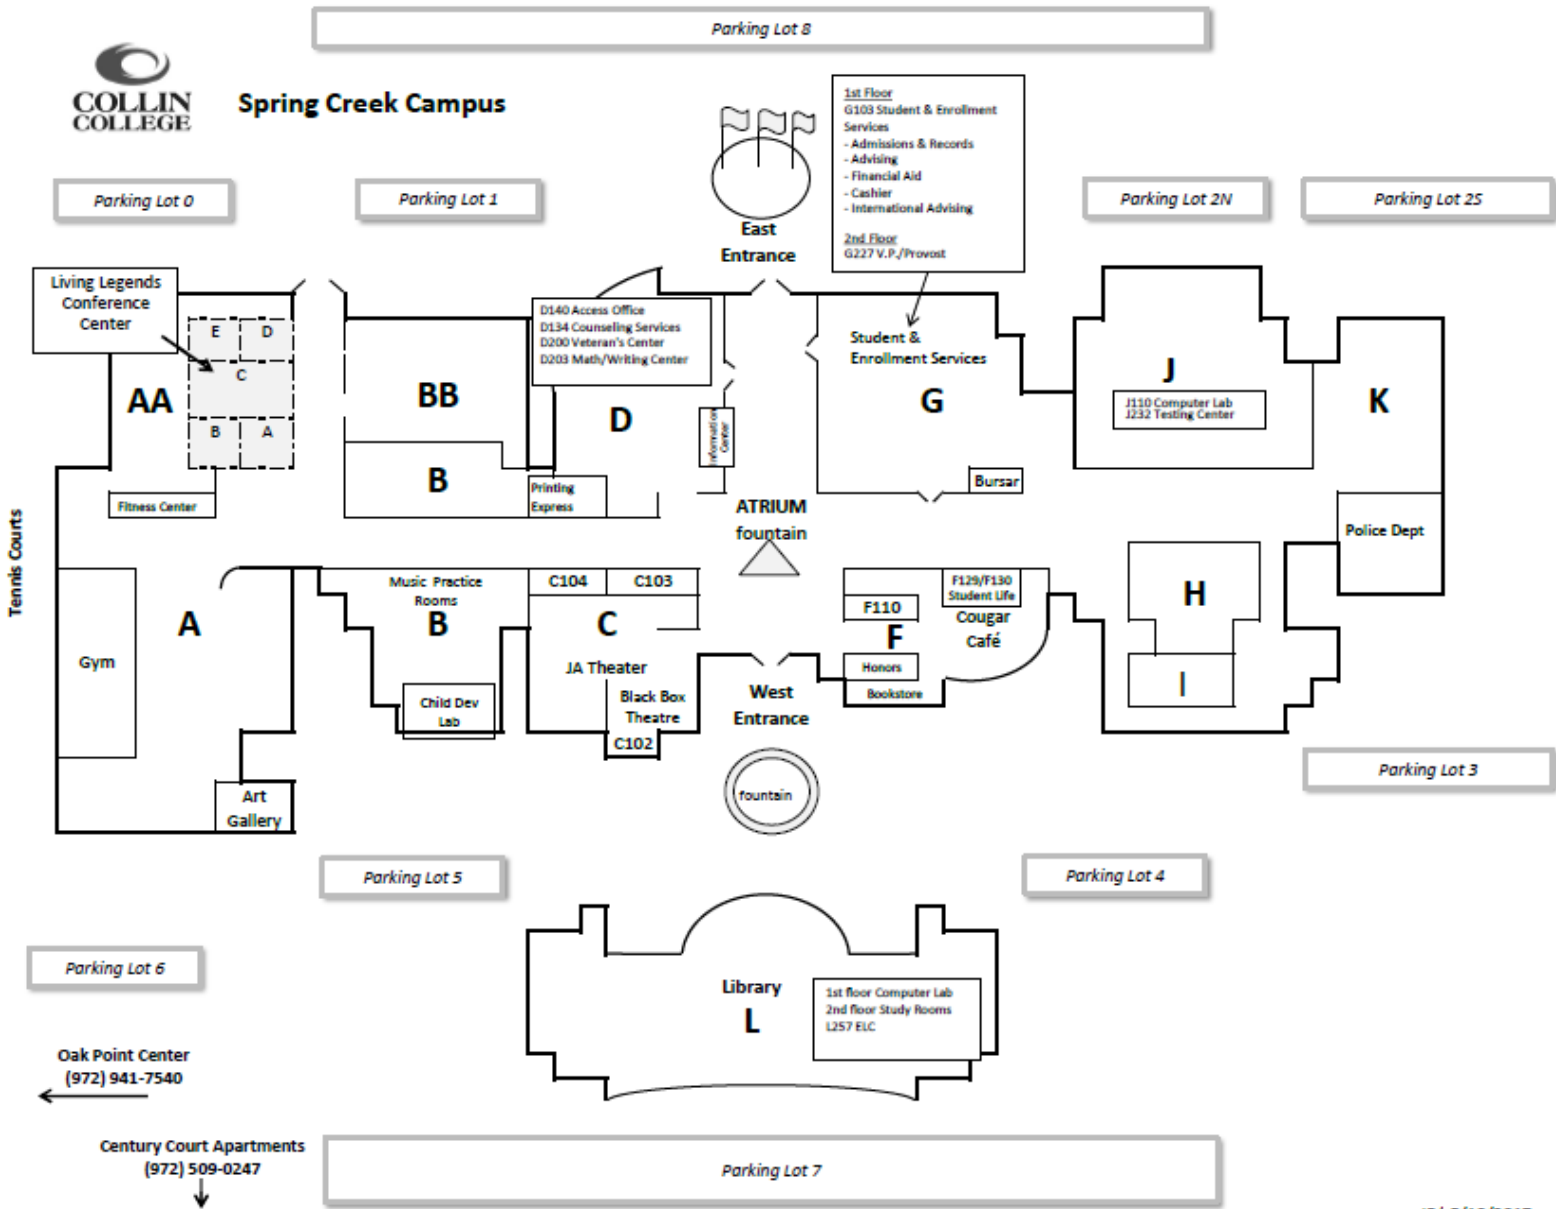 Parking Lot 8
COLLIN
COLLEGE
Spring Creek Campus
1st Floor
G103 Student & Enrollment
Services
- Admissions & Records
- Advising
- Financial Aid
- Cashier
- International Advising
2nd Floor
G227 V.P./Provost
Parking Lot 0
Parking Lot 1
East
Entrance
Parking Lot 2N
Parking Lot 2S
Living Legends
Conference
Center
E
D
C
B
A
AA
BB
D140 Access Office
D134 Counseling Services
D200 Veteran's Center
D203 Math/Writing Center
D
Information
Center
Student &
Enrollment Services
G
Bursar
J
J110 Computer Lab
J232 Testing Center
K
Fitness Center
B
Printing
Express
ATRIUM
fountain
Police Dept
Tennis Courts
Gym
A
Music Practice
Rooms
B
Child Dev
Lab
C104
C103
C
JA Theater
Black Box
Theatre
C102
West
Entrance
fountain
F110
F
Honors
Bookstore
F129/F130
Student Life
Cougar
Café
H
I
Parking Lot 3
Art
Gallery
Parking Lot 5
Parking Lot 4
Parking Lot 6
Library
L
1st floor Computer Lab
2nd floor Study Rooms
L257 ELC
Oak Point Center
(972) 941-7540
Century Court Apartments
(972) 509-0247
Parking Lot 7